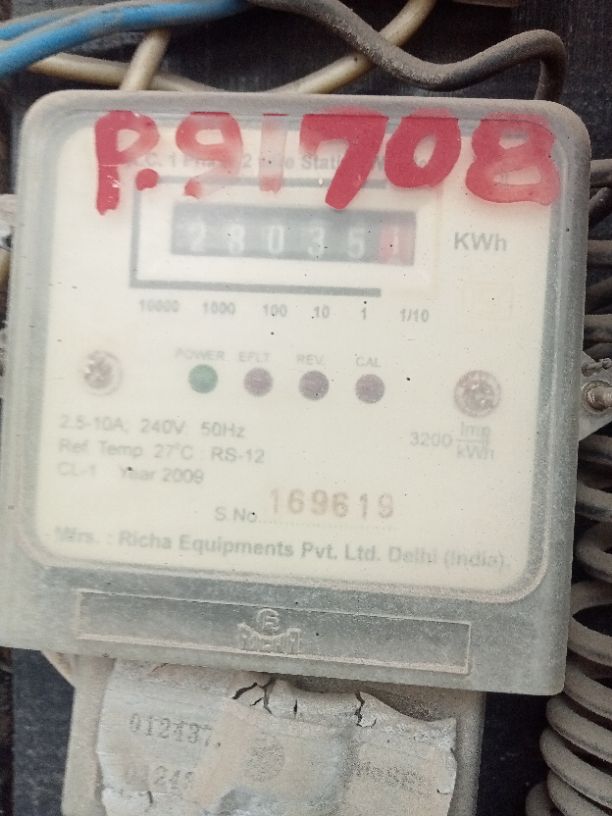 P.91708
280351
KWh
10000 1000 100 10 1 1/10
POWER EFLT REV. CAL
2.5-10A, 240V. 50Hz
Ref. Temp. 27°C RS-12
3200 Imp/kWh
CL-1 Year 2009
S.No. 169619
Mfrs. : Richa Equipments Pvt. Ltd. Delhi (India).
012437